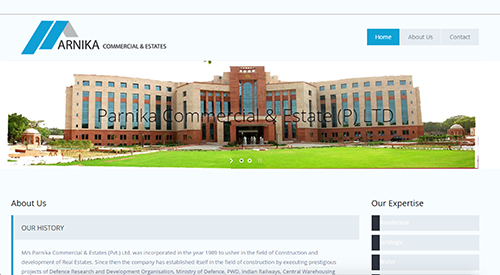 ARNIKA COMMERCIAL & ESTATES
Home About Us Contact
Parnika Commercial & Estate (P) LTD.
About Us
OUR HISTORY
M/s Parnika Commercial & Estates (Pvt ) Ltd. was incorporated in the year 1989 to usher in the field of Construction and
development of Real Estates. Since then the company has established itself in the field of construction by executing prestigious
projects of Defence Research and Development Organisation, Ministry of Defence, PWD, Indian Railways, Central Warehousing
Our Expertise